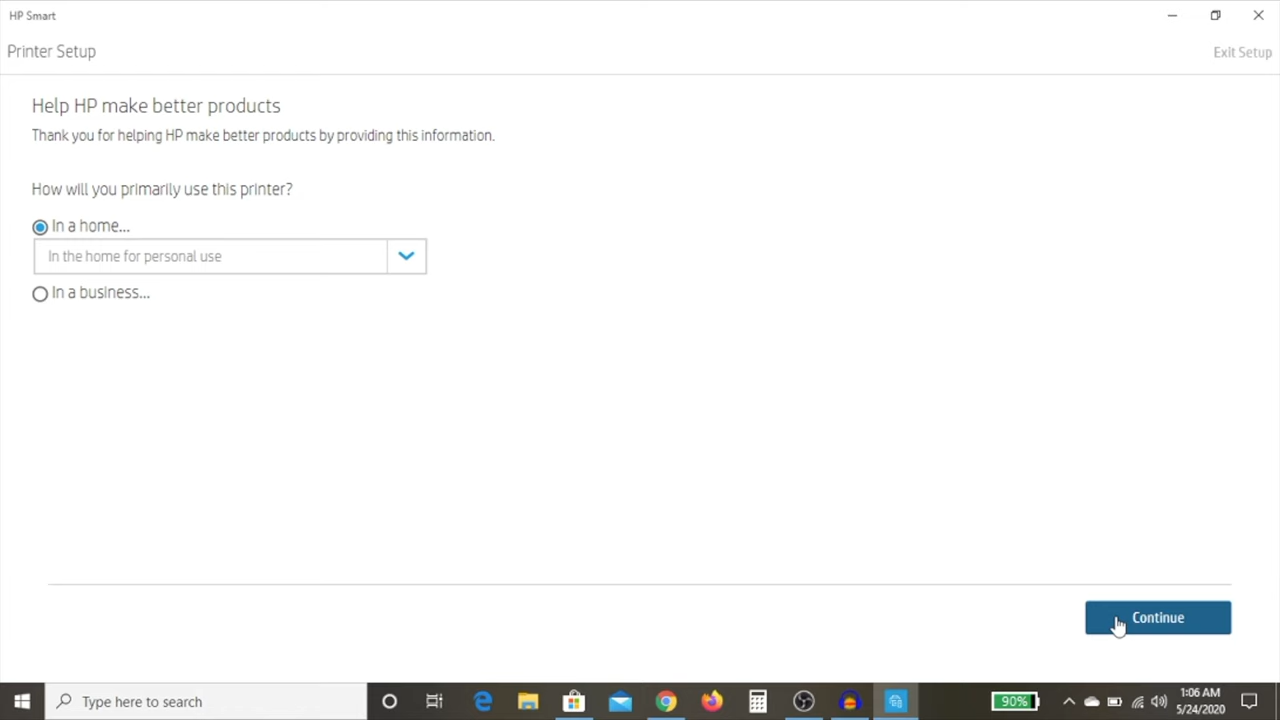 HP Smart
Printer Setup
Exit Setup
Help HP make better products
Thank you for helping HP make better products by providing this information.
How will you primarily use this printer?
In a home...
In the home for personal use
In a business...
Continue
Type here to search
90%
1:06 AM
5/24/2020